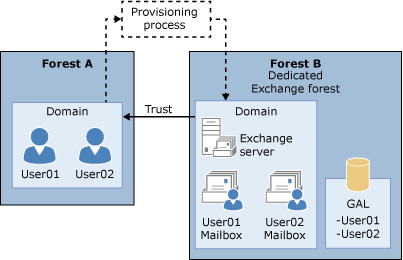 Provisioning
process
Forest A
Domain
User01
User02
Trust
Forest B
Dedicated
Exchange forest
Domain
Exchange
server
User01
Mailbox
User02
Mailbox
GAL
-User01
-User02